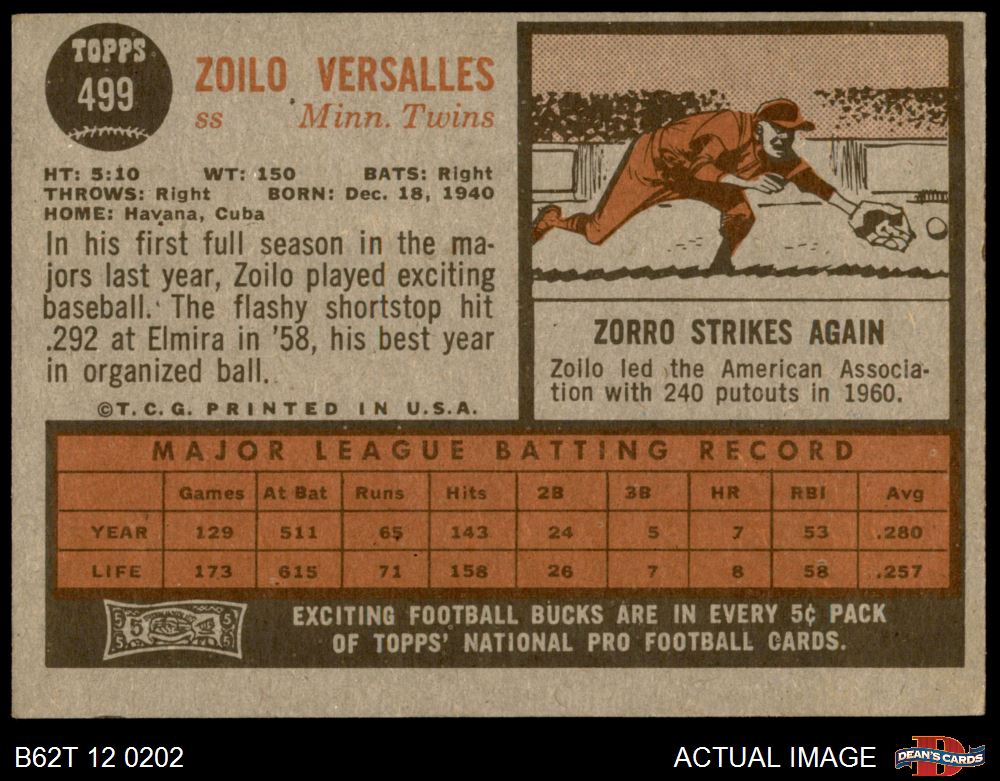 TOPPS
499
ZOILO VERSALLES
ss Minn. Twins
HT: 5:10 WT: 150 BATS: Right
THROWS: Right BORN: Dec. 18, 1940
HOME: Havana, Cuba
In his first full season in the ma-
jors last year, Zoilo played exciting
baseball. The flashy shortstop hit
.292 at Elmira in '58, his best year
in organized ball.
©T.C.G. PRINTED IN U.S.A.
ZORRO STRIKES AGAIN
Zoilo led the American Associa-
tion with 240 putouts in 1960.
MAJOR LEAGUE BATTING RECORD
Games At Bat Runs Hits 2B 3B HR RBI Avg
YEAR 129 511 65 143 24 5 7 53 .280
LIFE 173 615 71 158 26 7 8 58 .257
5 5 5 5 5
EXCITING FOOTBALL BUCKS ARE IN EVERY 5¢ PACK
OF TOPPS' NATIONAL PRO FOOTBALL CARDS.
B62T 12 0202
ACTUAL IMAGE
D
DEAN'S CARDS